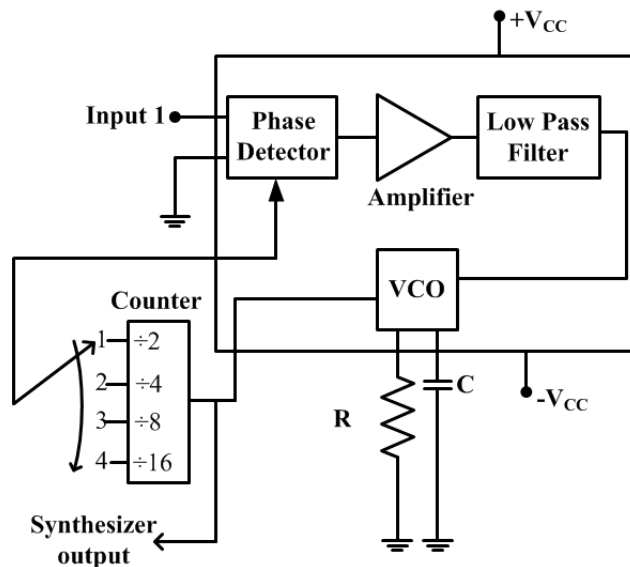 +VCC
Input 1
Phase
Detector
Amplifier
Low Pass
Filter
VCO
Counter
1 ÷2
2 ÷4
3 ÷8
4 ÷16
R
C
-VCC
Synthesizer
output